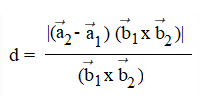 d = |(a⃗₂ - a⃗₁) (b⃗₁ x b⃗₂)|
(b⃗₁ x b⃗₂)